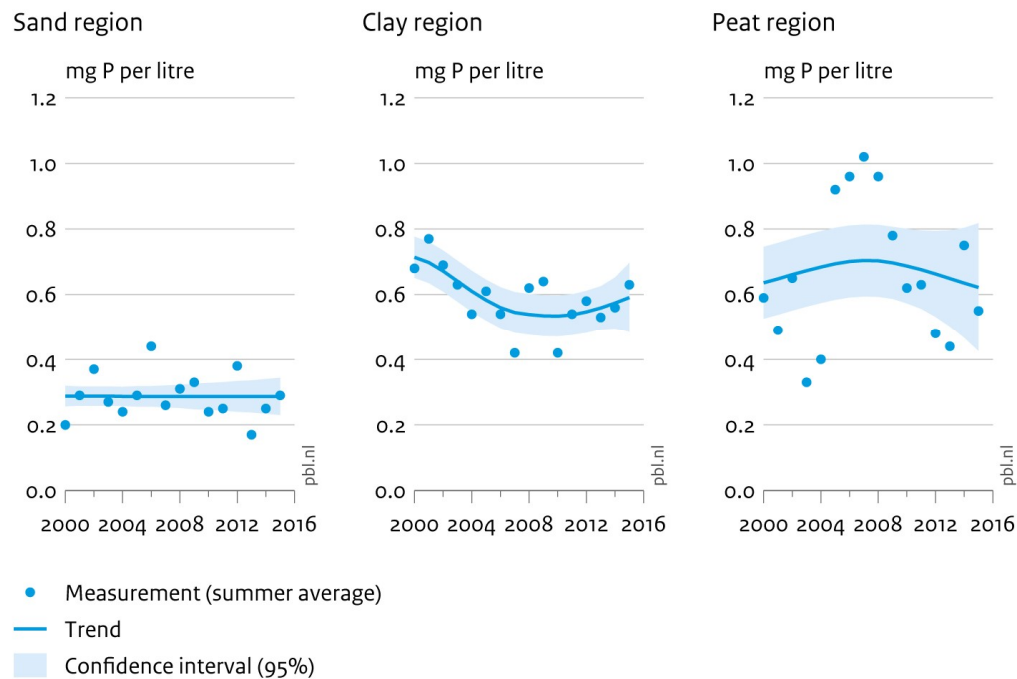 Sand region
mg P per litre
1.2
1.0
0.8
0.6
0.4
0.2
0.0
2000 2004 2008 2012 2016
pbl.nl
Clay region
mg P per litre
1.2
1.0
0.8
0.6
0.4
0.2
0.0
2000 2004 2008 2012 2016
pbl.nl
Peat region
mg P per litre
1.2
1.0
0.8
0.6
0.4
0.2
0.0
2000 2004 2008 2012 2016
pbl.nl
Measurement (summer average)
Trend
Confidence interval (95%)